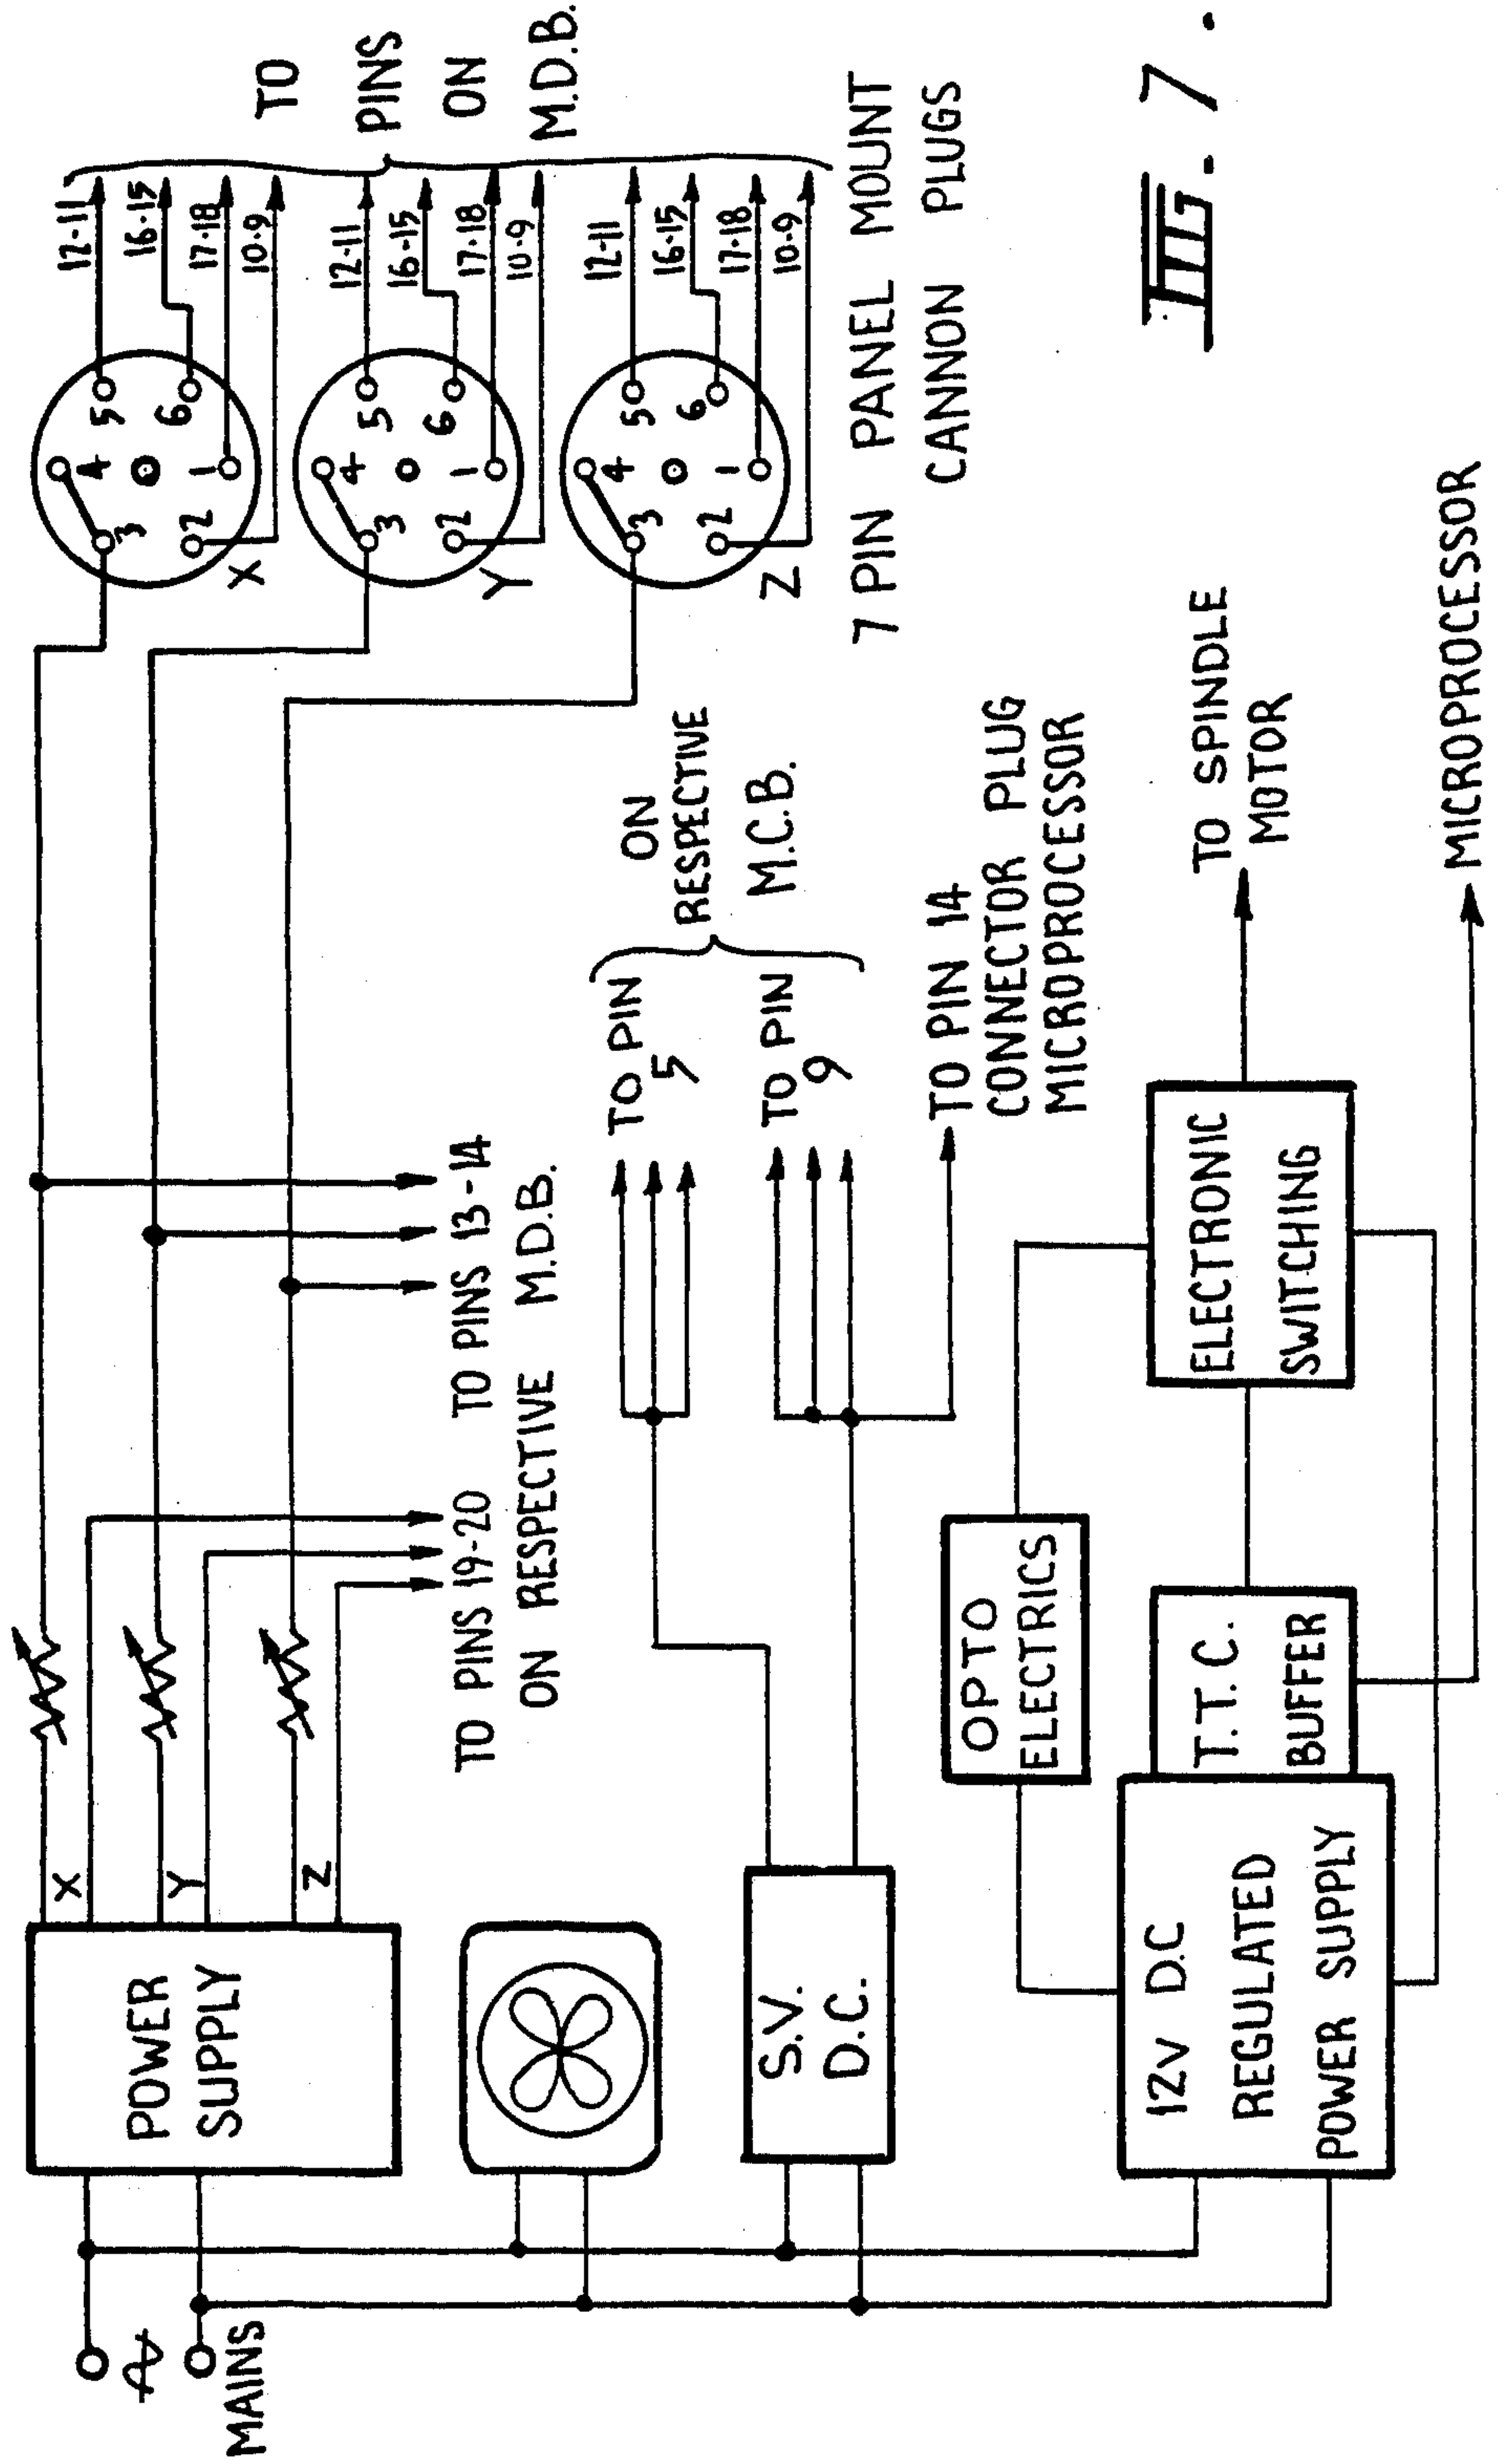 MAINS
POWER
SUPPLY
X
Y
Z
TO PINS 19-20
TO PINS 13-14
ON RESPECTIVE M.D.B.
3
4
5
6
1
2
X
12-11
16-15
17-18
10-9
3
4
5
6
1
2
Y
12-11
16-15
17-18
10-9
3
4
5
6
1
2
Z
12-11
16-15
17-18
10-9
TO
PINS
ON
M.D.B.
7 PIN PANEL MOUNT
CANNON PLUGS
S.V.
D.C.
TO PIN
5
TO PIN
9
ON
RESPECTIVE
M.C.B.
TO PIN 14
CONNECTOR PLUG
MICROPROCESSOR
OPTO
ELECTRICS
12V D.C
REGULATED
POWER SUPPLY
T.T.C.
BUFFER
ELECTRONIC
SWITCHING
TO SPINDLE
MOTOR
MICROPROCESSOR
FIG. 7.